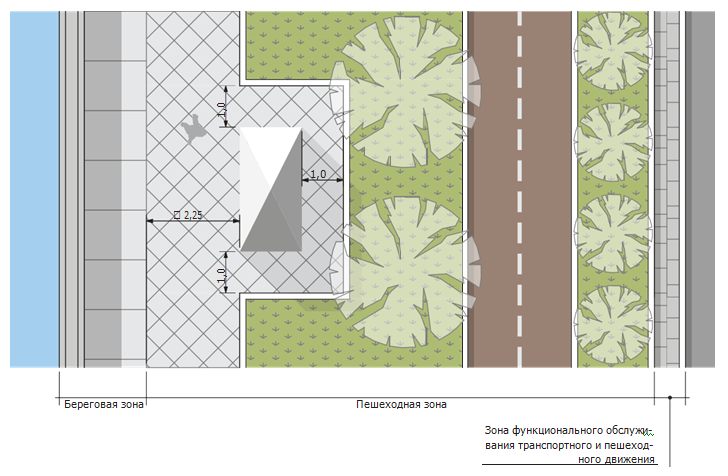 1,0
1,0
□ 2,25
1,0
Береговая зона
Пешеходная зона
Зона функционального обслужи-
вания транспортного и пешеход-
ного движения